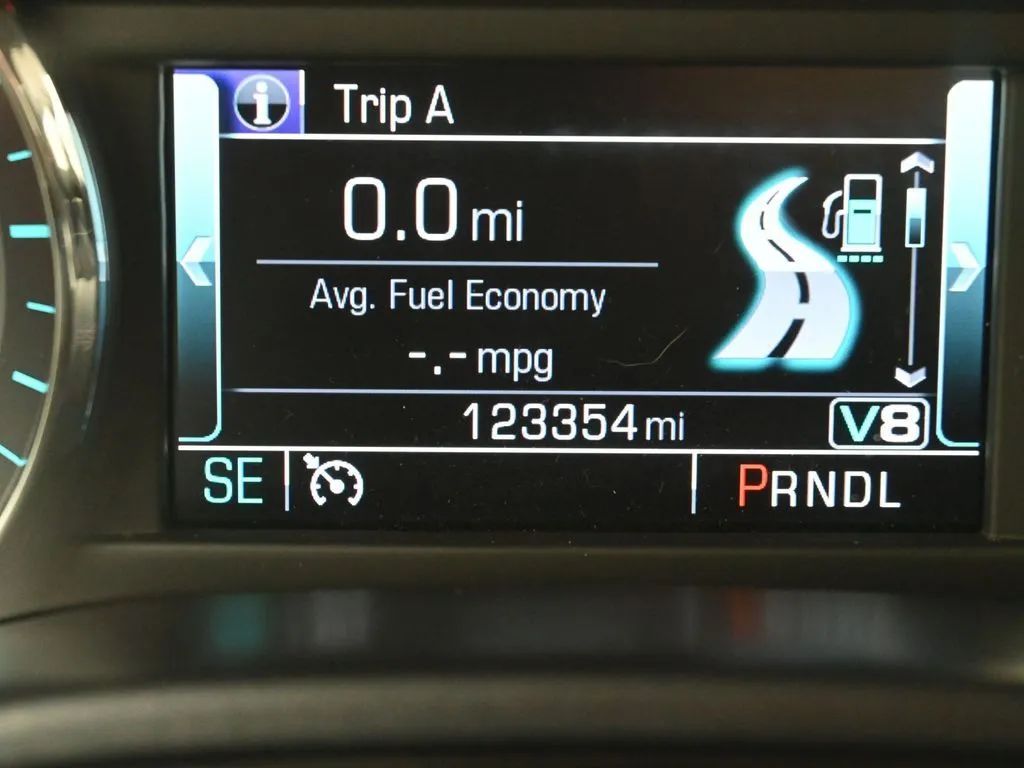 Trip A
0.0 mi
Avg. Fuel Economy
-.- mpg
123354 mi
V8
SE
PRNDL